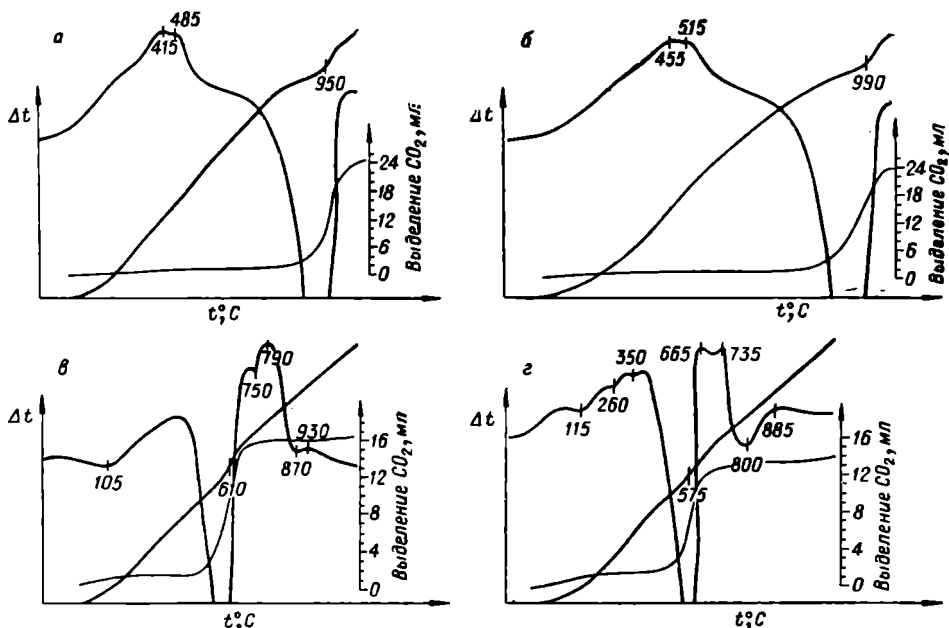 а
485
415
950
Δt
Выделение CO₂, мл
24
18
12
6
0
t°, C
б
515
455
990
Выделение CO₂, мл
24
18
12
6
0
t°, C
в
790
750
930
870
610
105
Δt
Выделение CO₂, мл
16
12
8
4
0
t°C
г
665
735
350
260
115
885
800
575
Δt
Выделение CO₂, мл
16
12
8
4
0
t°C